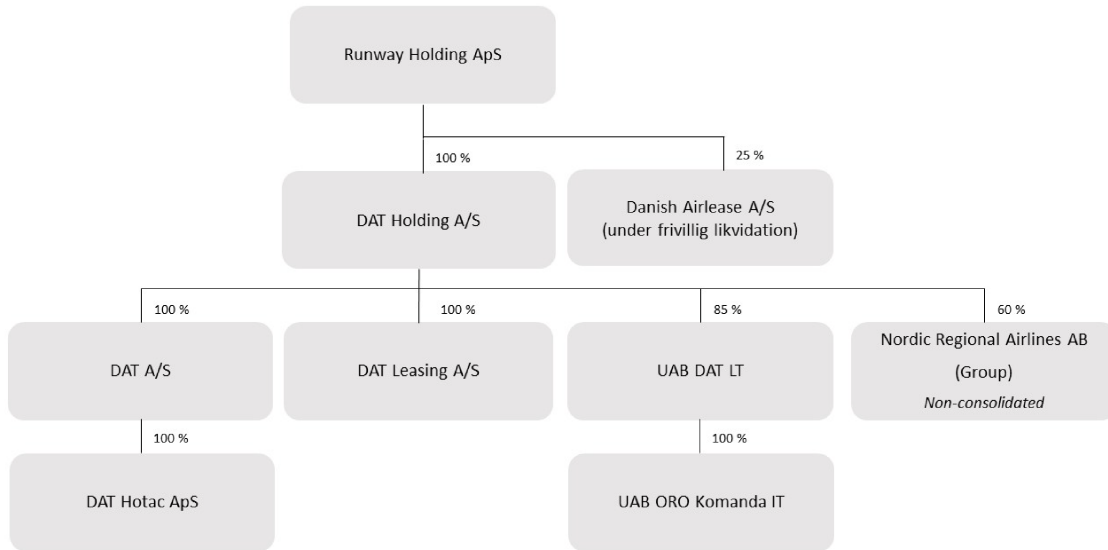 Runway Holding ApS
100 %
25 %
DAT Holding A/S
Danish Airlease A/S
(under frivillig likvidation)
100 %
100 %
85 %
60 %
DAT A/S
DAT Leasing A/S
UAB DAT LT
Nordic Regional Airlines AB
(Group)
Non-consolidated
100 %
100 %
DAT Hotac ApS
UAB ORO Komanda IT